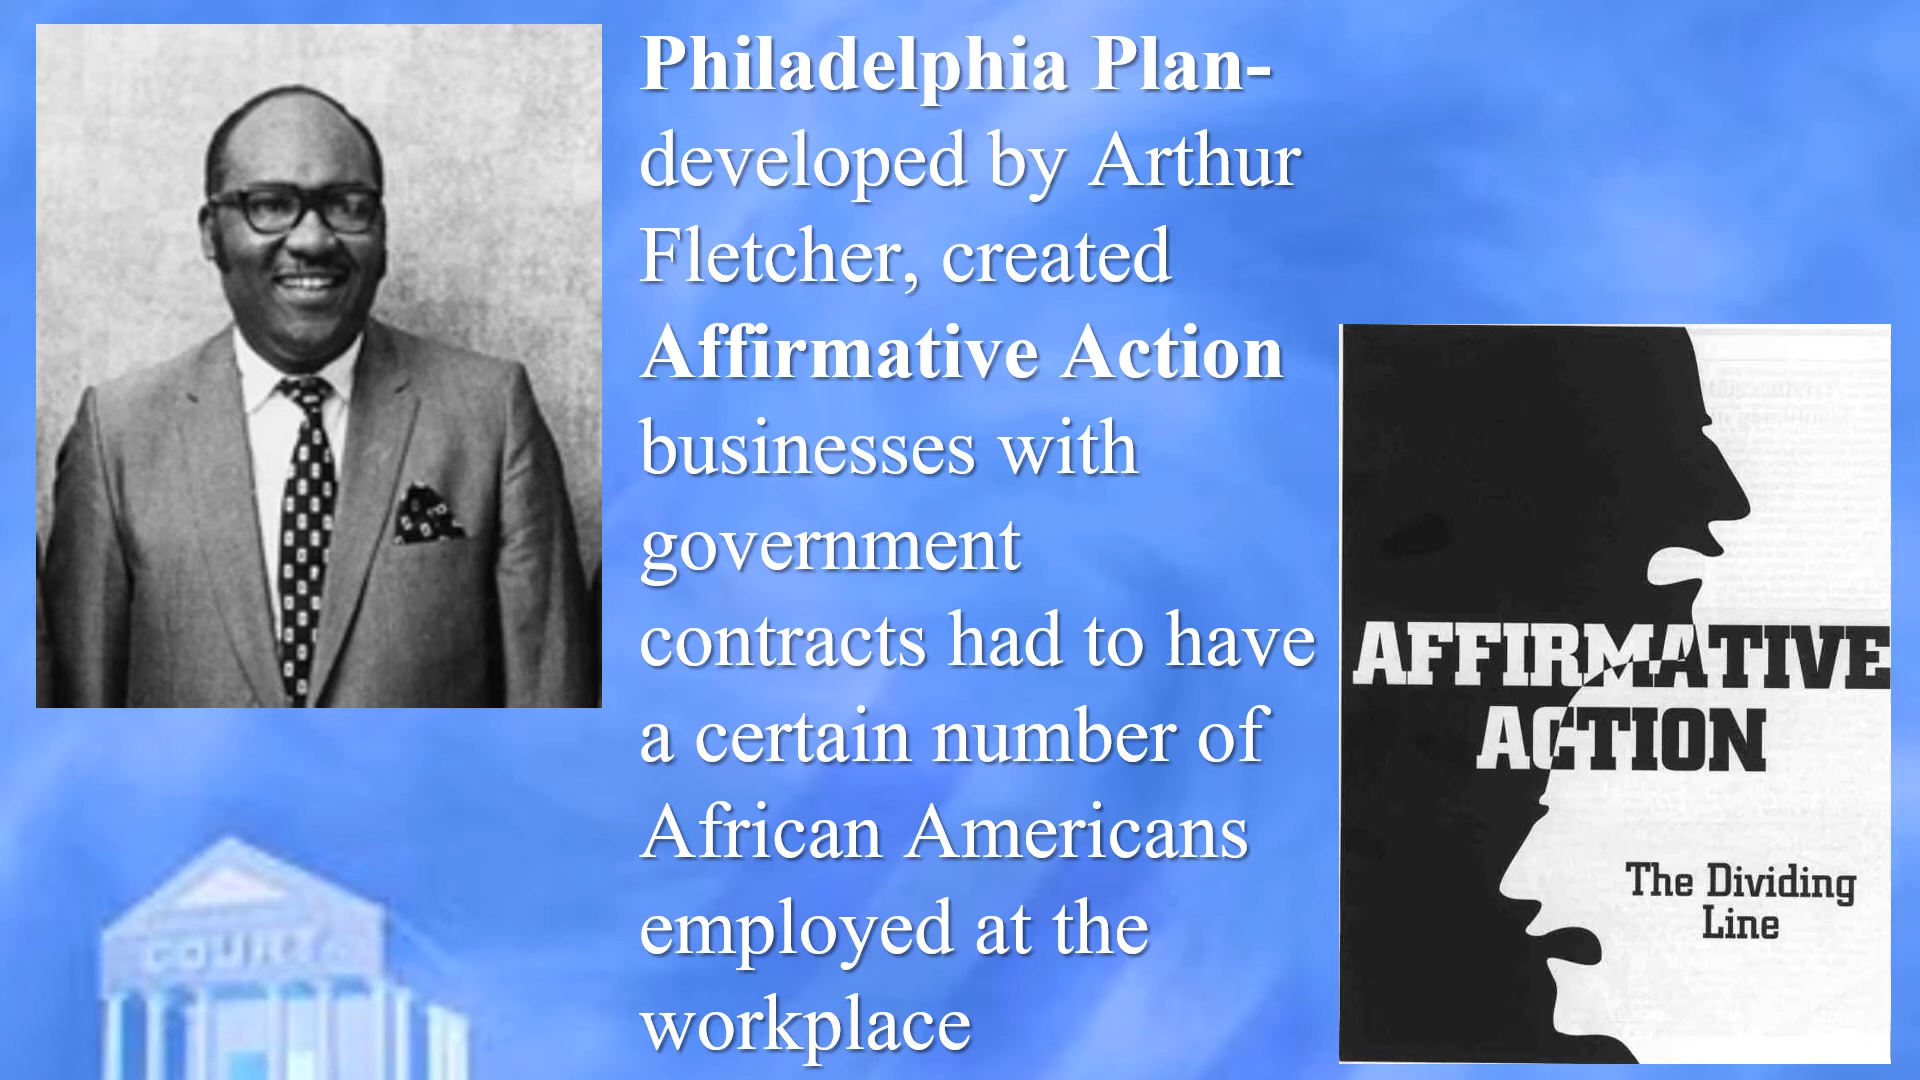 Philadelphia Plan-
developed by Arthur
Fletcher, created
Affirmative Action
businesses with
government
contracts had to have
a certain number of
African Americans
employed at the
workplace
AFFIRMATIVE
ACTION
The Dividing
Line
COURT